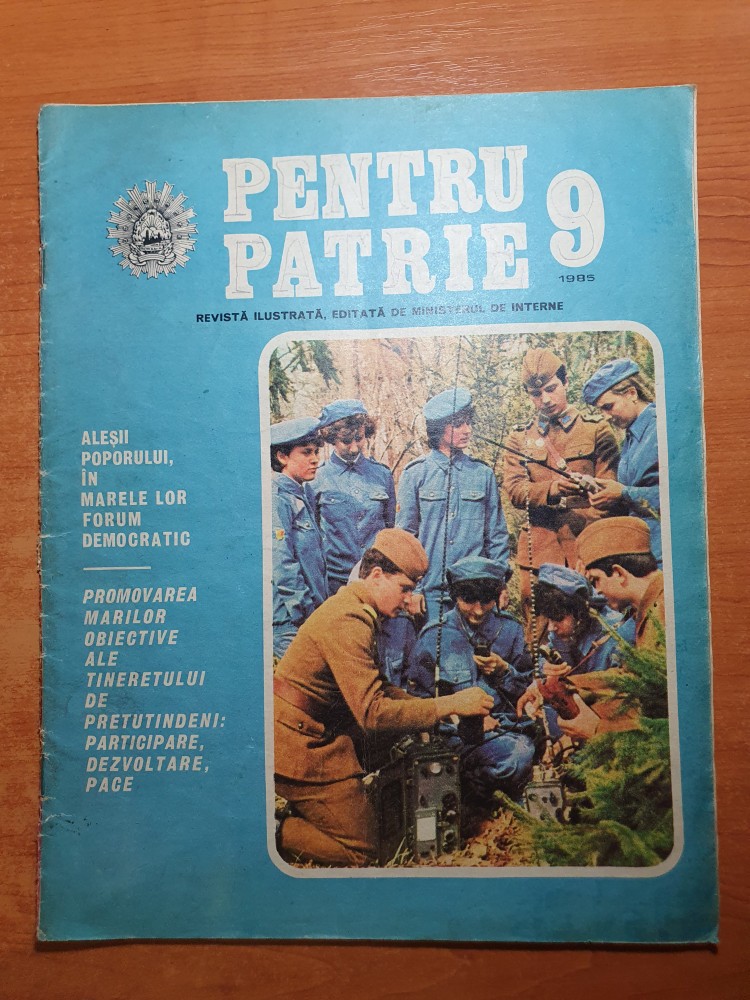 PENTRU
PATRIE
9
1985
REVISTĂ ILUSTRATĂ, EDITATĂ DE MINISTERUL DE INTERNE
ALEŞII
POPORULUI,
ÎN
MARELE LOR
FORUM
DEMOCRATIC
PROMOVAREA
MARILOR
OBIECTIVE
ALE
TINERETULUI
DE
PRETUTINDENI:
PARTICIPARE,
DEZVOLTARE,
PACE